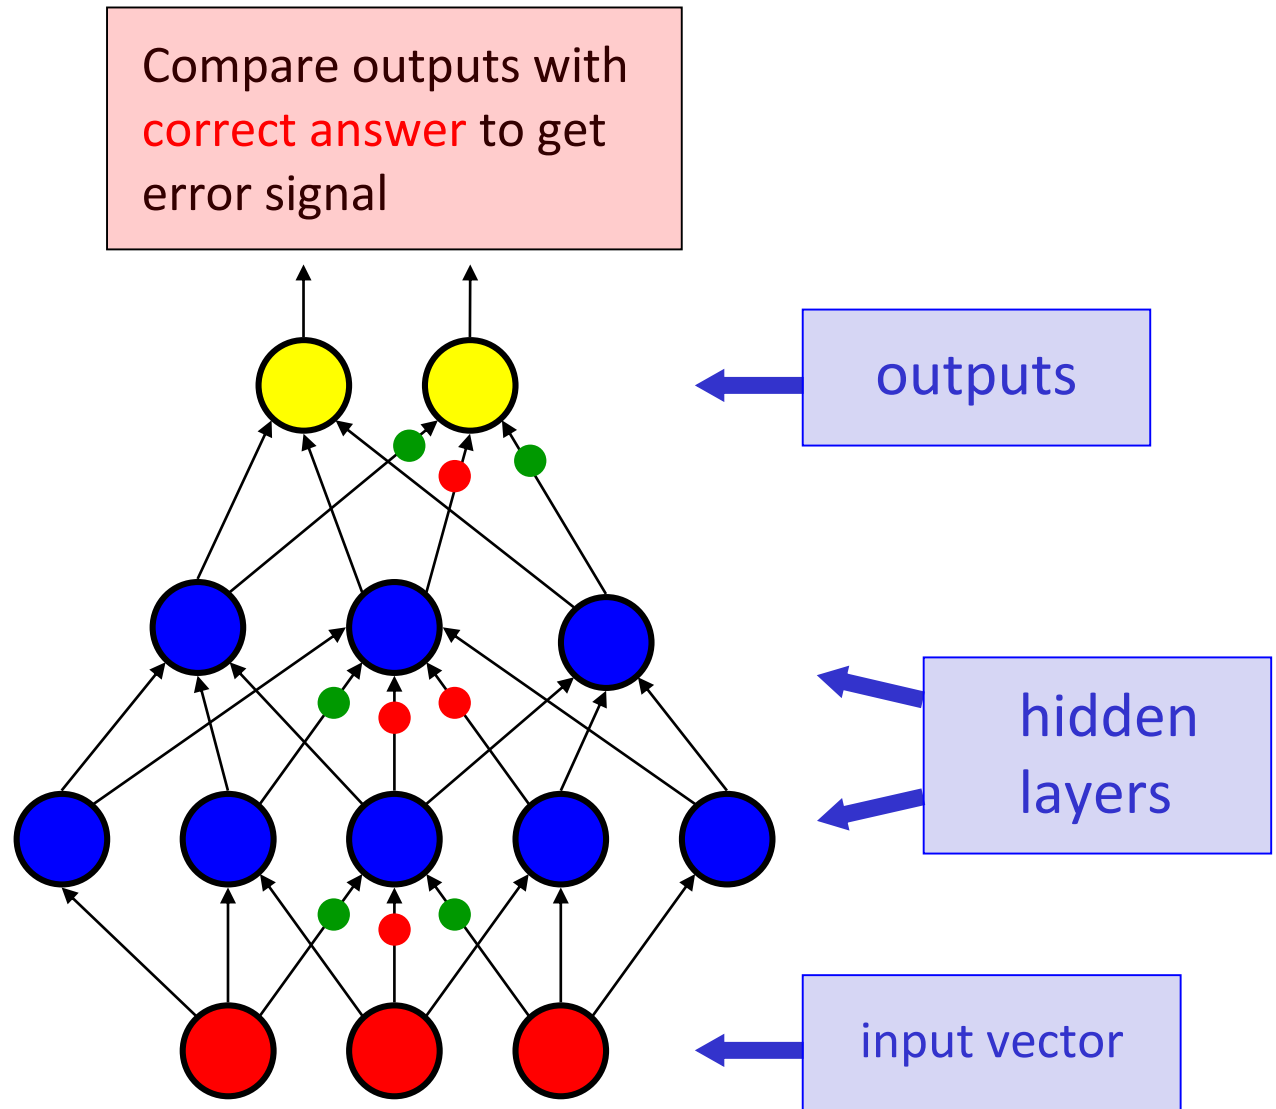 Compare outputs with
correct answer to get
error signal
outputs
hidden
layers
input vector